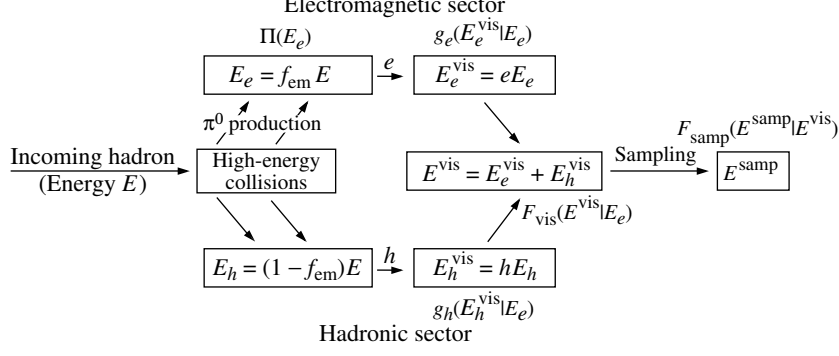 Electromagnetic sector
Π(E_e)
g_e(E_e^vis|E_e)
E_e = f_em E
e
E_e^vis = eE_e
π^0 production
F_samp(E^samp|E^vis)
Incoming hadron
(Energy E)
High-energy
collisions
E^vis = E_e^vis + E_h^vis
Sampling
E^samp
F_vis(E^vis|E_e)
E_h = (1 − f_em)E
h
E_h^vis = hE_h
g_h(E_h^vis|E_e)
Hadronic sector